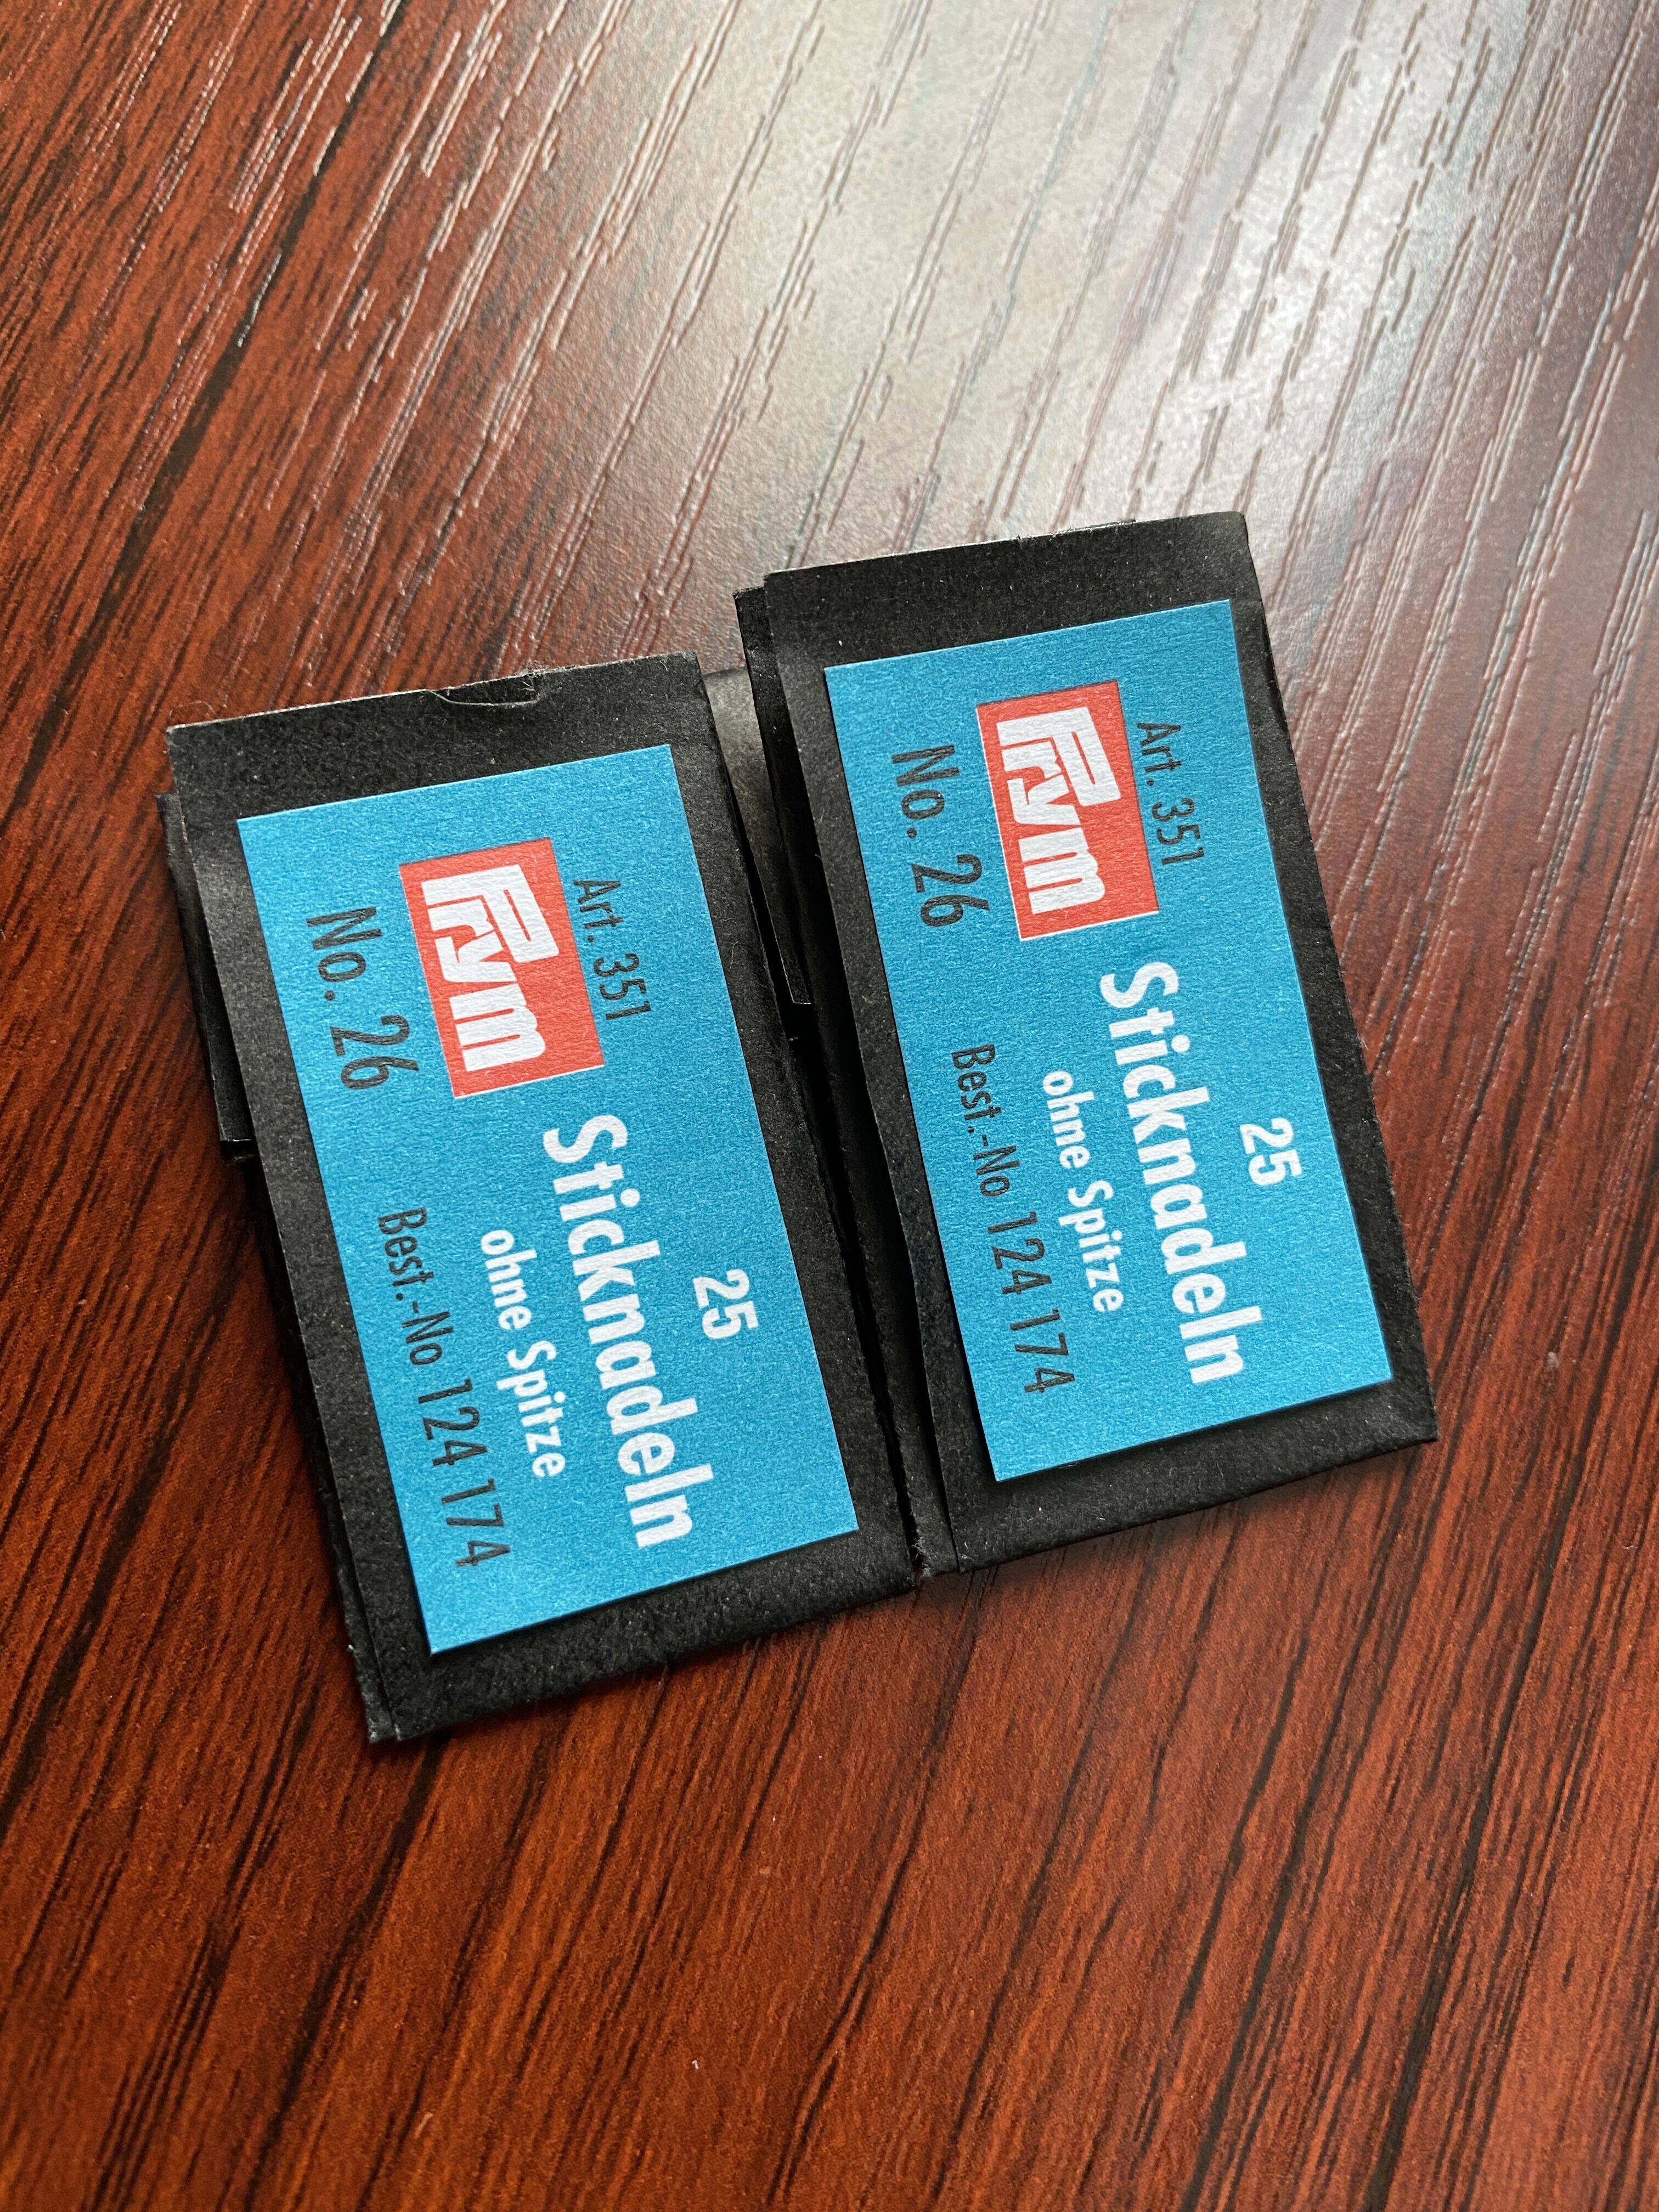 Art. 351
25
Prym
Sticknadeln
ohne Spitze
No. 26
Best.-No 124 174
Art. 351
25
Prym
Sticknadeln
ohne Spitze
No. 26
Best.-No 124 174